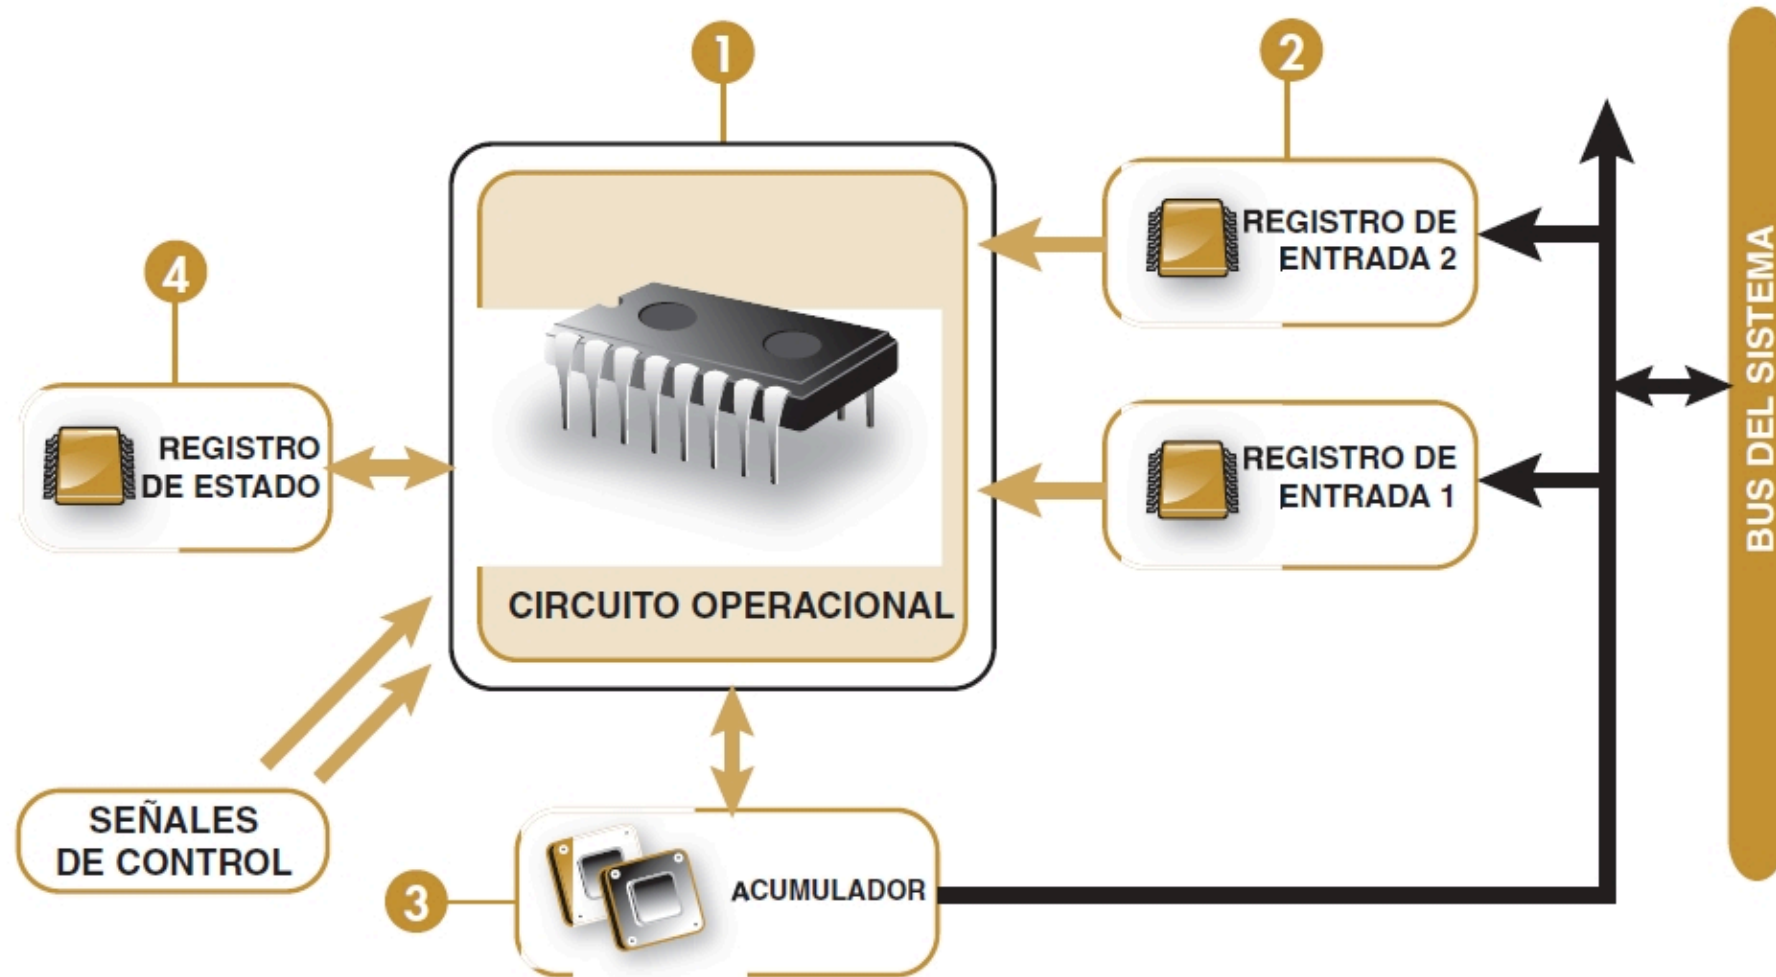 1
2
REGISTRO DE
ENTRADA 2
4
REGISTRO
DE ESTADO
REGISTRO DE
ENTRADA 1
CIRCUITO OPERACIONAL
SEÑALES
DE CONTROL
3
ACUMULADOR
BUS DEL SISTEMA